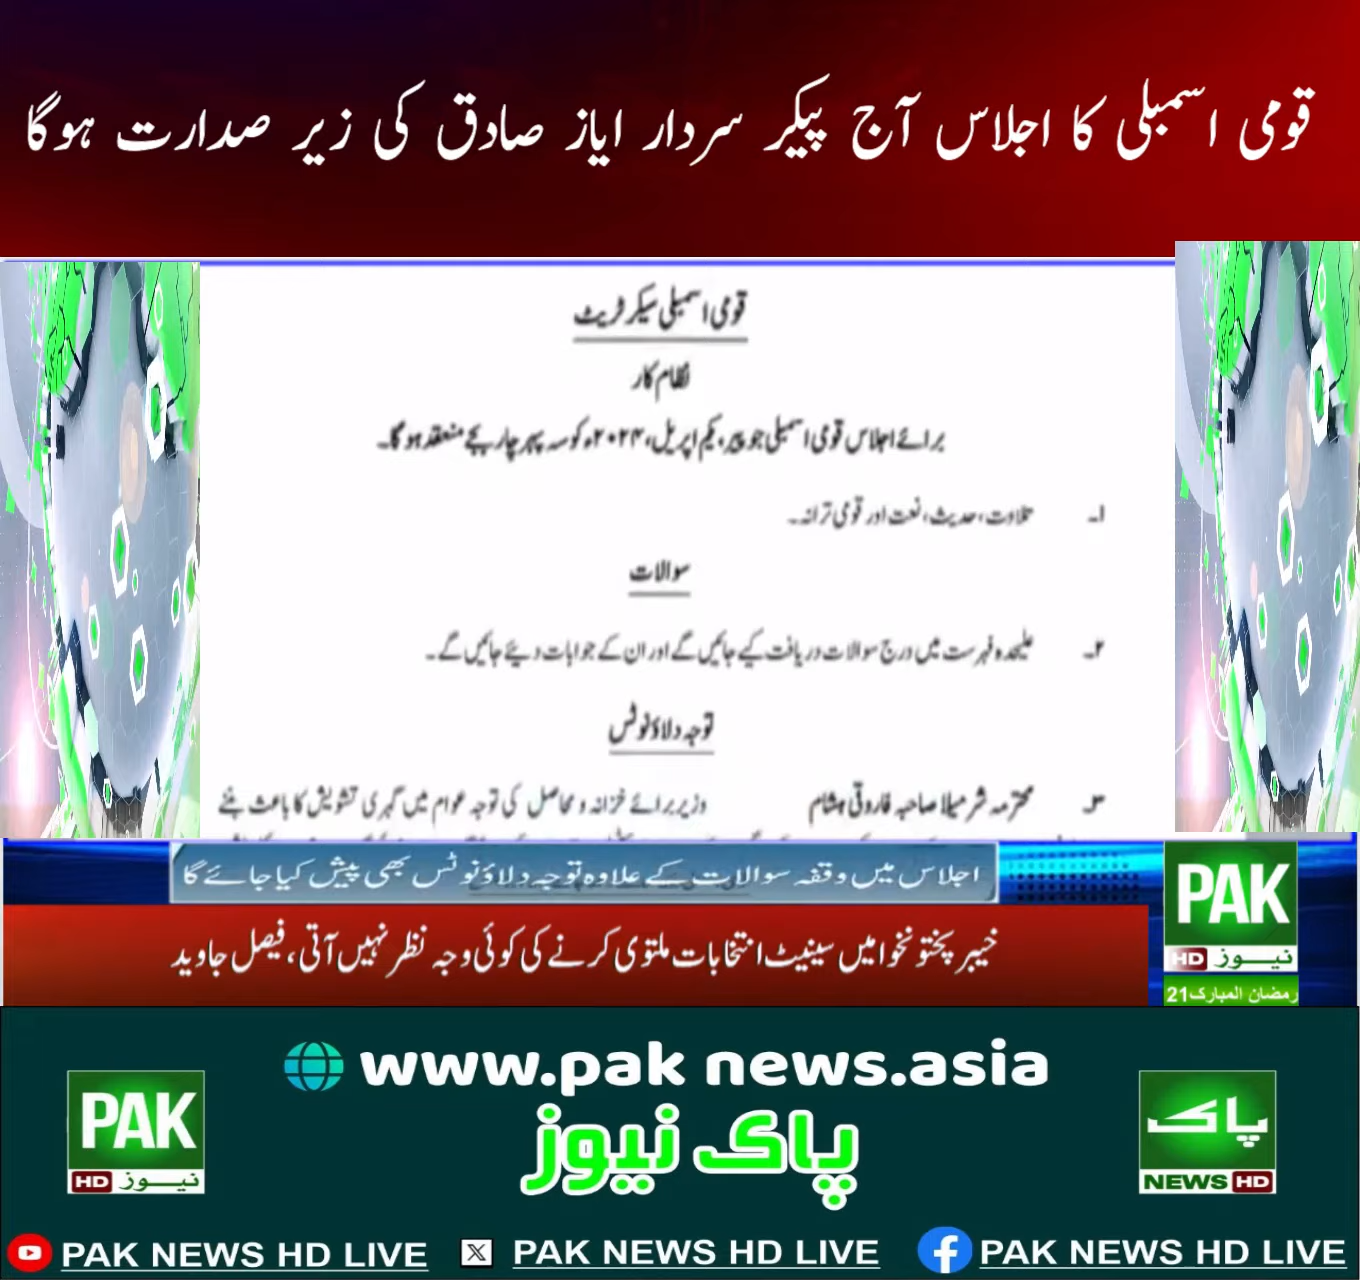 قومی اسمبلی کا اجلاس آج پیکر سردار ایاز صادق کی زیر صدارت ہوگا
قومی اسمبلی سیکرٹریٹ
نظام کار
برائے اجلاس قومی اسمبلی جو پیر، یکم اپریل، ۲۰۲۴ء کو سہ پہر چار بجے منعقد ہوگا۔
۱۔ تلاوت، حدیث، نعت اور قومی ترانہ۔
سوالات
۲۔ علیحدہ فہرست میں درج سوالات دریافت کیے جائیں گے اور ان کے جوابات دیئے جائیں گے۔
توجہ دلاؤ نوٹس
۳۔ محترمہ شرمیلا صاحبہ فاروقی ہشام وزیر برائے خزانہ و محاصل کی توجہ عوام میں گہری تشویش کا باعث بننے
اجلاس میں وقفہ سوالات کے علاوہ توجہ دلاؤ نوٹس بھی پیش کیا جائے گا
خیبر پختونخوا میں سینیٹ انتخابات ملتوی کرنے کی کوئی وجہ نظر نہیں آتی، فیصل جاوید
PAK
HD نیوز
21 رمضان المبارک
www.pak news.asia
پاک نیوز
PAK
HD نیوز
پاک
NEWS HD
PAK NEWS HD LIVE
PAK NEWS HD LIVE
PAK NEWS HD LIVE